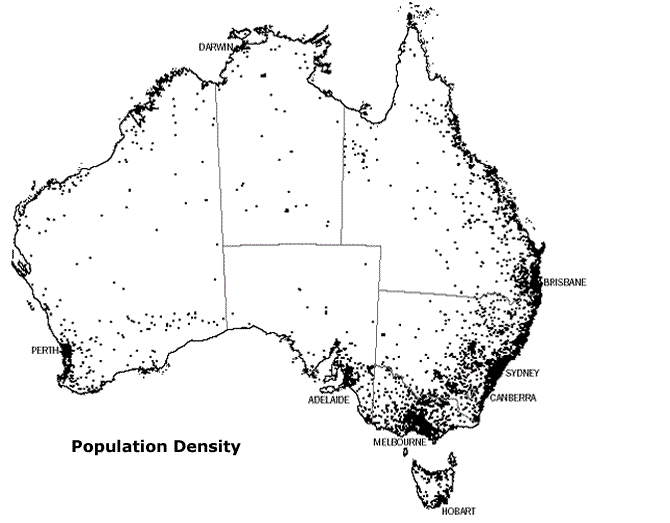 DARWIN
BRISBANE
PERTH
SYDNEY
ADELAIDE
CANBERRA
MELBOURNE
Population Density
HOBART